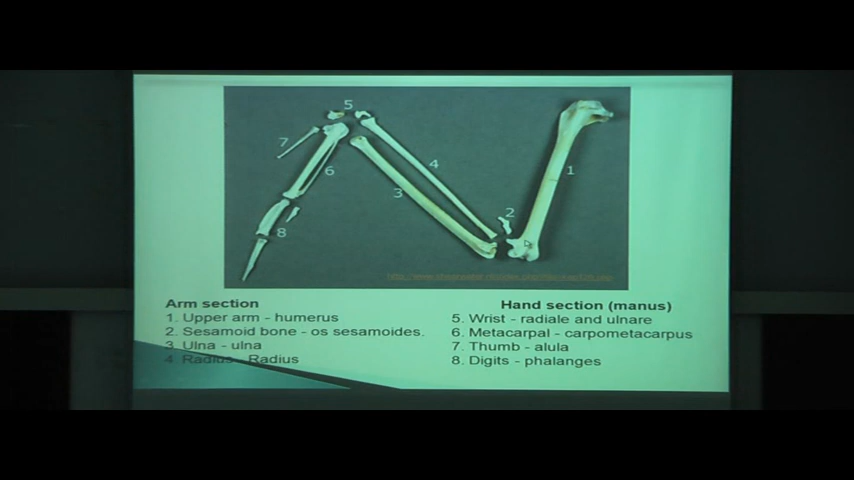 5
7
6
4
3
1
2
8
Arm section
1. Upper arm - humerus
2. Sesamoid bone - os sesamoides.
3. Ulna - ulna
4. Radius - Radius
Hand section (manus)
5. Wrist - radiale and ulnare
6. Metacarpal - carpometacarpus
7. Thumb - alula
8. Digits - phalanges